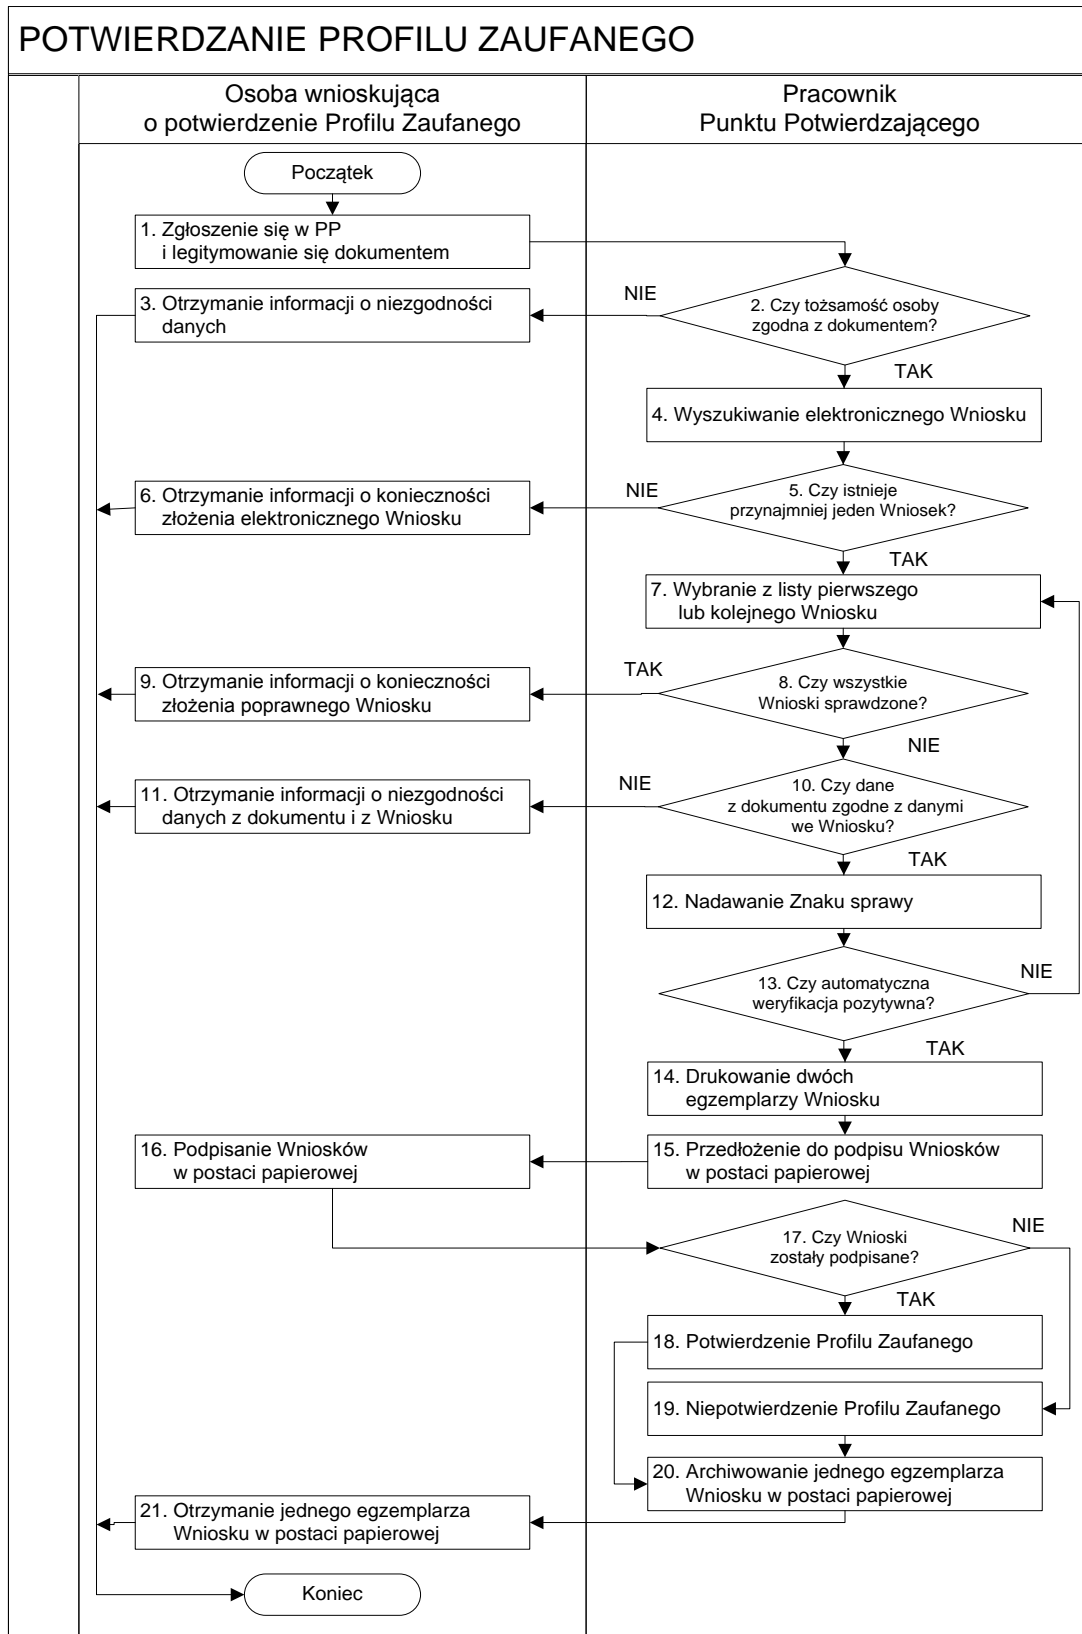 POTWIERDZANIE PROFILU ZAUFANEGO
Osoba wnioskująca
o potwierdzenie Profilu Zaufanego
Pracownik
Punktu Potwierdzającego
Początek
1. Zgłoszenie się w PP
i legitymowanie się dokumentem
2. Czy tożsamość osoby
zgodna z dokumentem?
NIE
3. Otrzymanie informacji o niezgodności
danych
TAK
4. Wyszukiwanie elektronicznego Wniosku
5. Czy istnieje
przynajmniej jeden Wniosek?
NIE
6. Otrzymanie informacji o konieczności
złożenia elektronicznego Wniosku
TAK
7. Wybranie z listy pierwszego
lub kolejnego Wniosku
8. Czy wszystkie
Wnioski sprawdzone?
TAK
9. Otrzymanie informacji o konieczności
złożenia poprawnego Wniosku
NIE
10. Czy dane
z dokumentu zgodne z danymi
we Wniosku?
NIE
11. Otrzymanie informacji o niezgodności
danych z dokumentu i z Wniosku
TAK
12. Nadawanie Znaku sprawy
13. Czy automatyczna
weryfikacja pozytywna?
NIE
TAK
14. Drukowanie dwóch
egzemplarzy Wniosku
15. Przedłożenie do podpisu Wniosków
w postaci papierowej
16. Podpisanie Wniosków
w postaci papierowej
17. Czy Wnioski
zostały podpisane?
NIE
TAK
18. Potwierdzenie Profilu Zaufanego
19. Niepotwierdzenie Profilu Zaufanego
20. Archiwowanie jednego egzemplarza
Wniosku w postaci papierowej
21. Otrzymanie jednego egzemplarza
Wniosku w postaci papierowej
Koniec